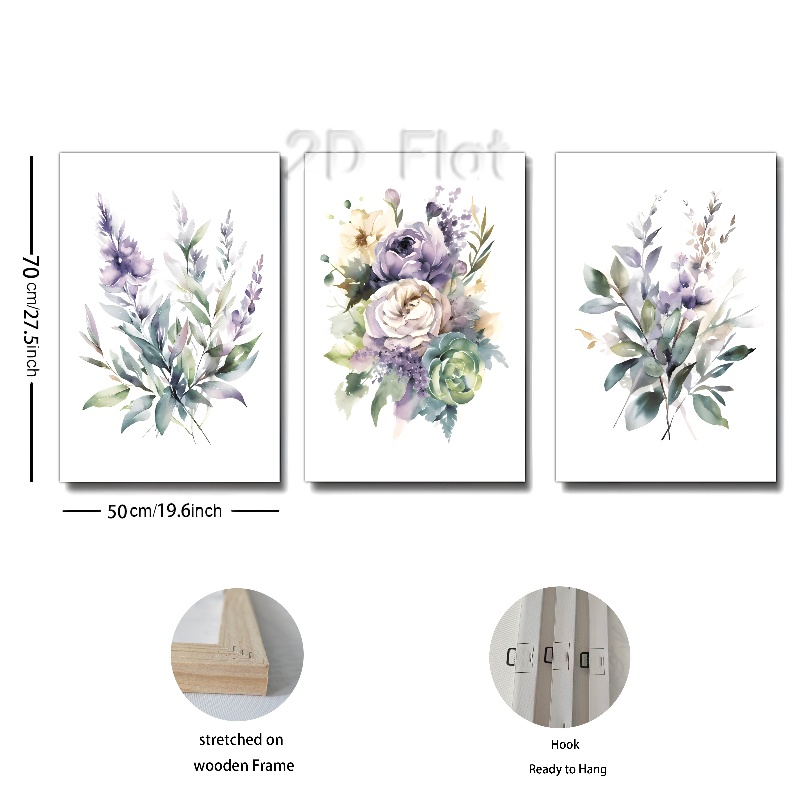 2D Flat
70 cm/27.5inch
50cm/19.6inch
stretched on
wooden Frame
Hook
Ready to Hang